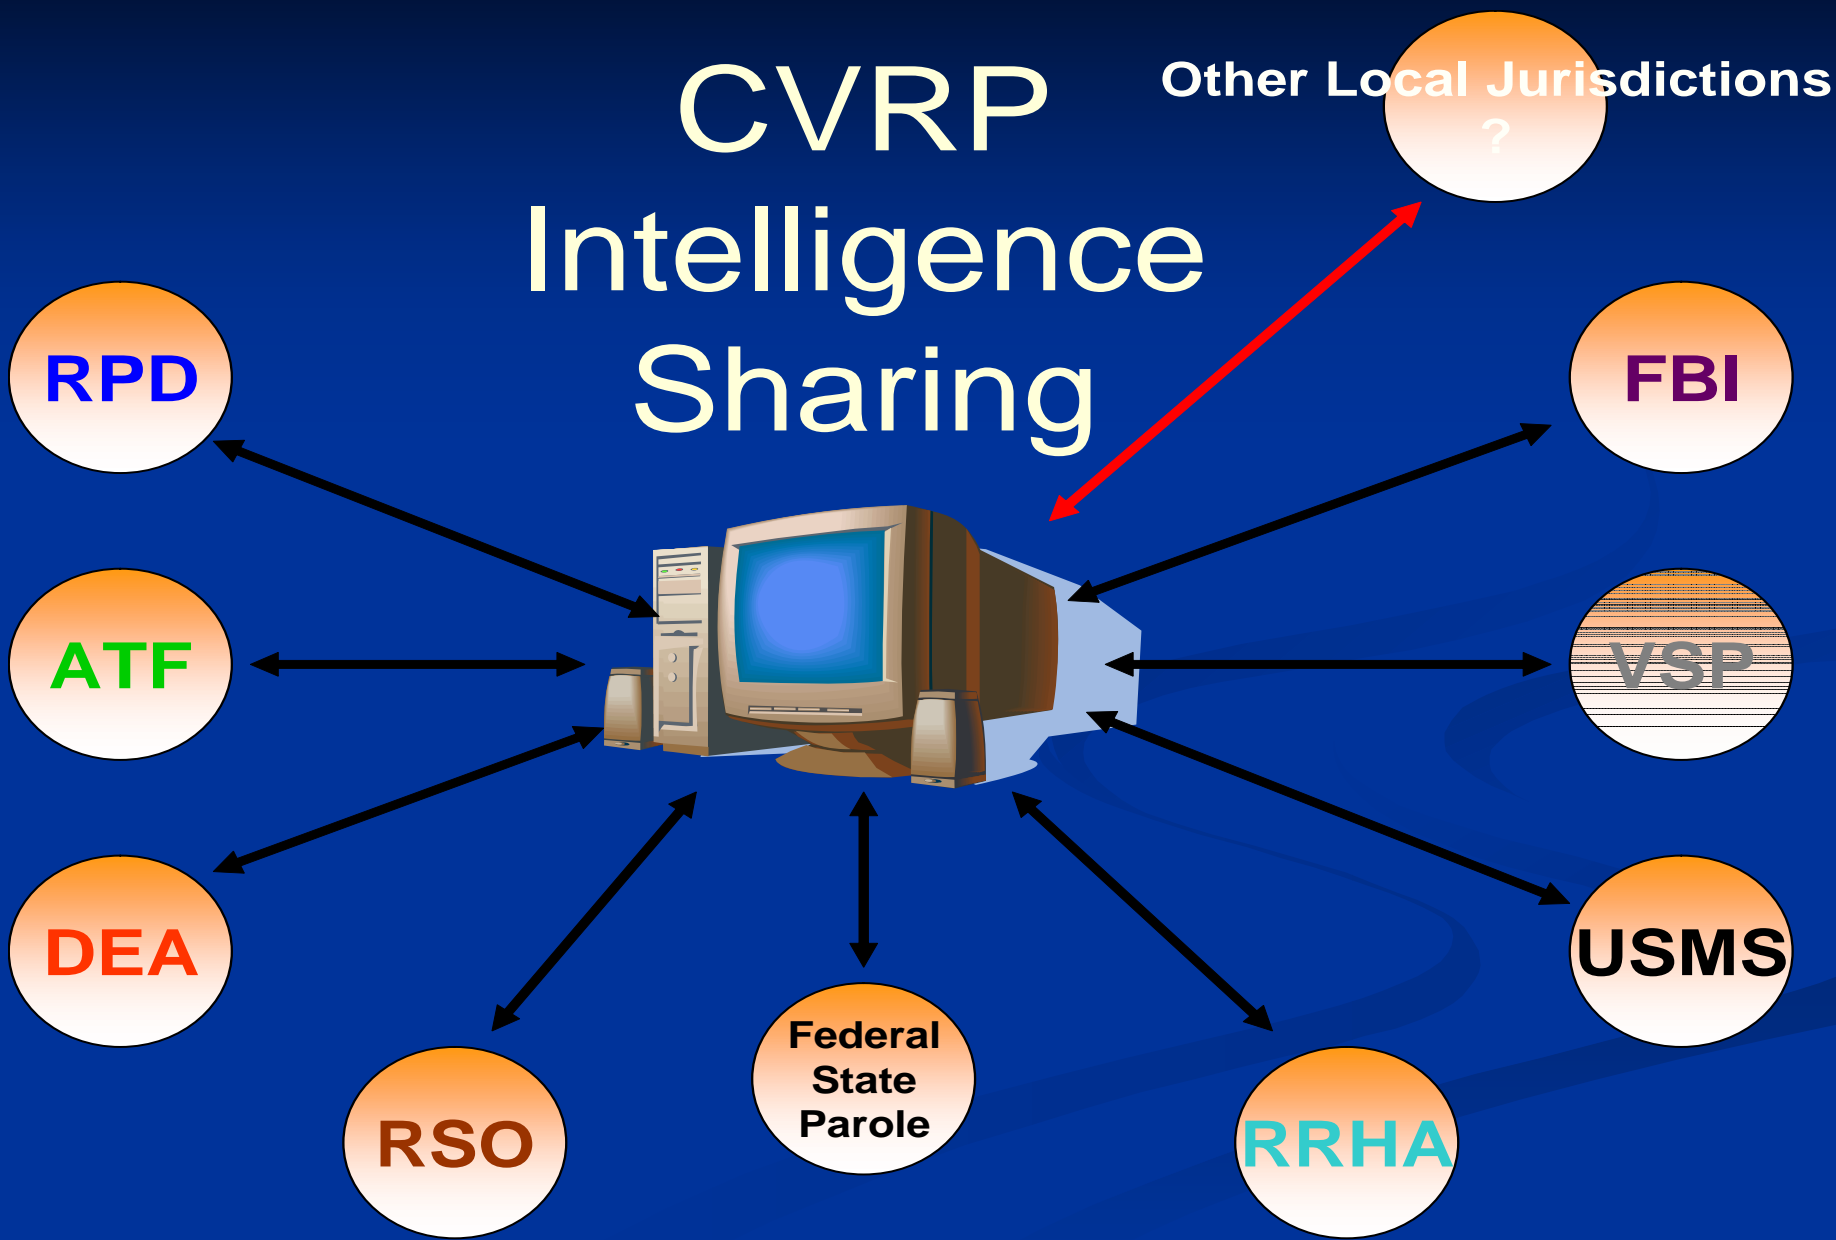 CVRP
Intelligence
Sharing
Other Local Jurisdictions
?
RPD
FBI
ATF
VSP
DEA
USMS
RSO
Federal
State
Parole
RRHA